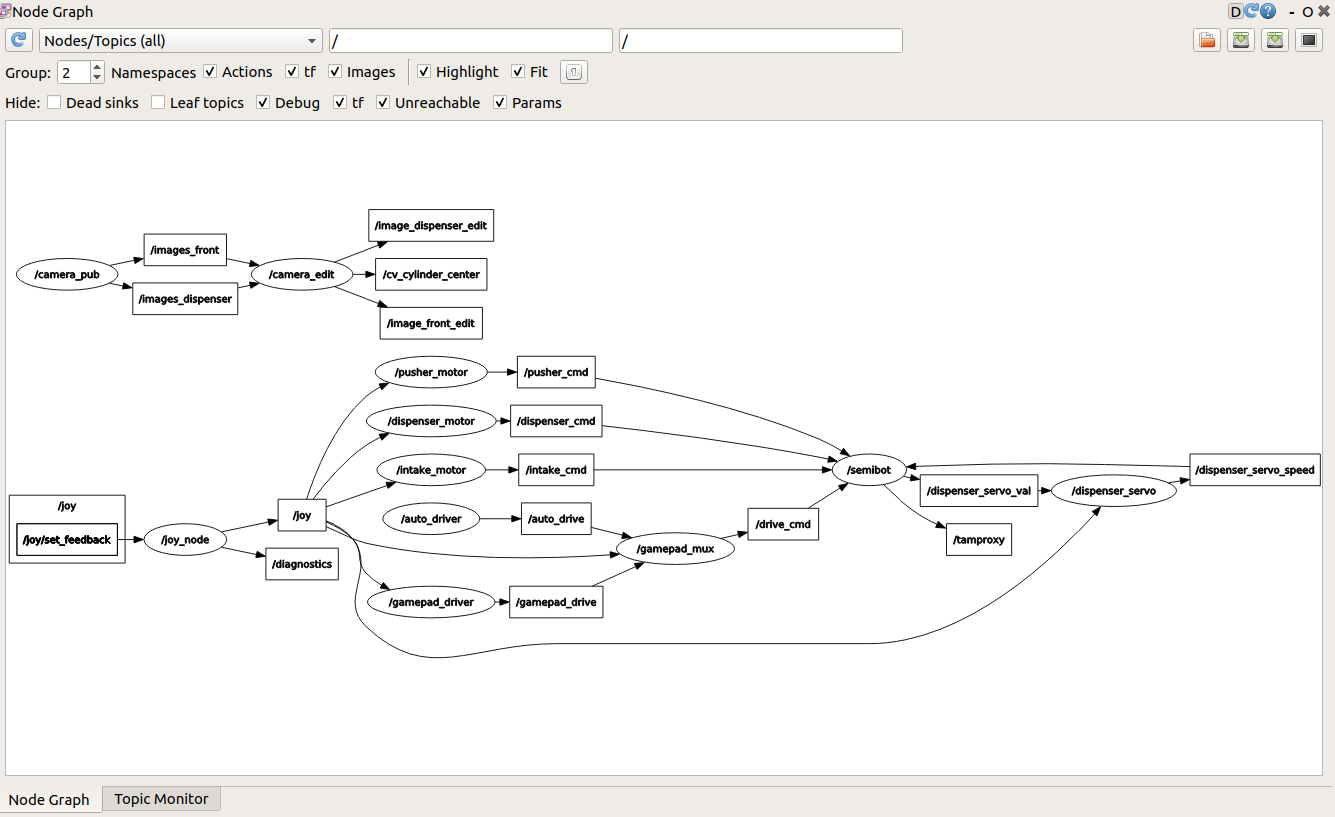 Node Graph
D
- O
Nodes/Topics (all)
/
/
Group: 2 Namespaces Actions tf Images Highlight Fit
Hide: Dead sinks Leaf topics Debug tf Unreachable Params
/image_dispenser_edit
/images_front
/camera_pub
/camera_edit
/cv_cylinder_center
/images_dispenser
/image_front_edit
/pusher_motor
/pusher_cmd
/dispenser_motor
/dispenser_cmd
/intake_motor
/intake_cmd
/semibot
/dispenser_servo_speed
/dispenser_servo_val
/dispenser_servo
/joy
/joy/set_feedback
/joy_node
/joy
/diagnostics
/auto_driver
/auto_drive
/drive_cmd
/tamproxy
/gamepad_mux
/gamepad_driver
/gamepad_drive
Node Graph
Topic Monitor